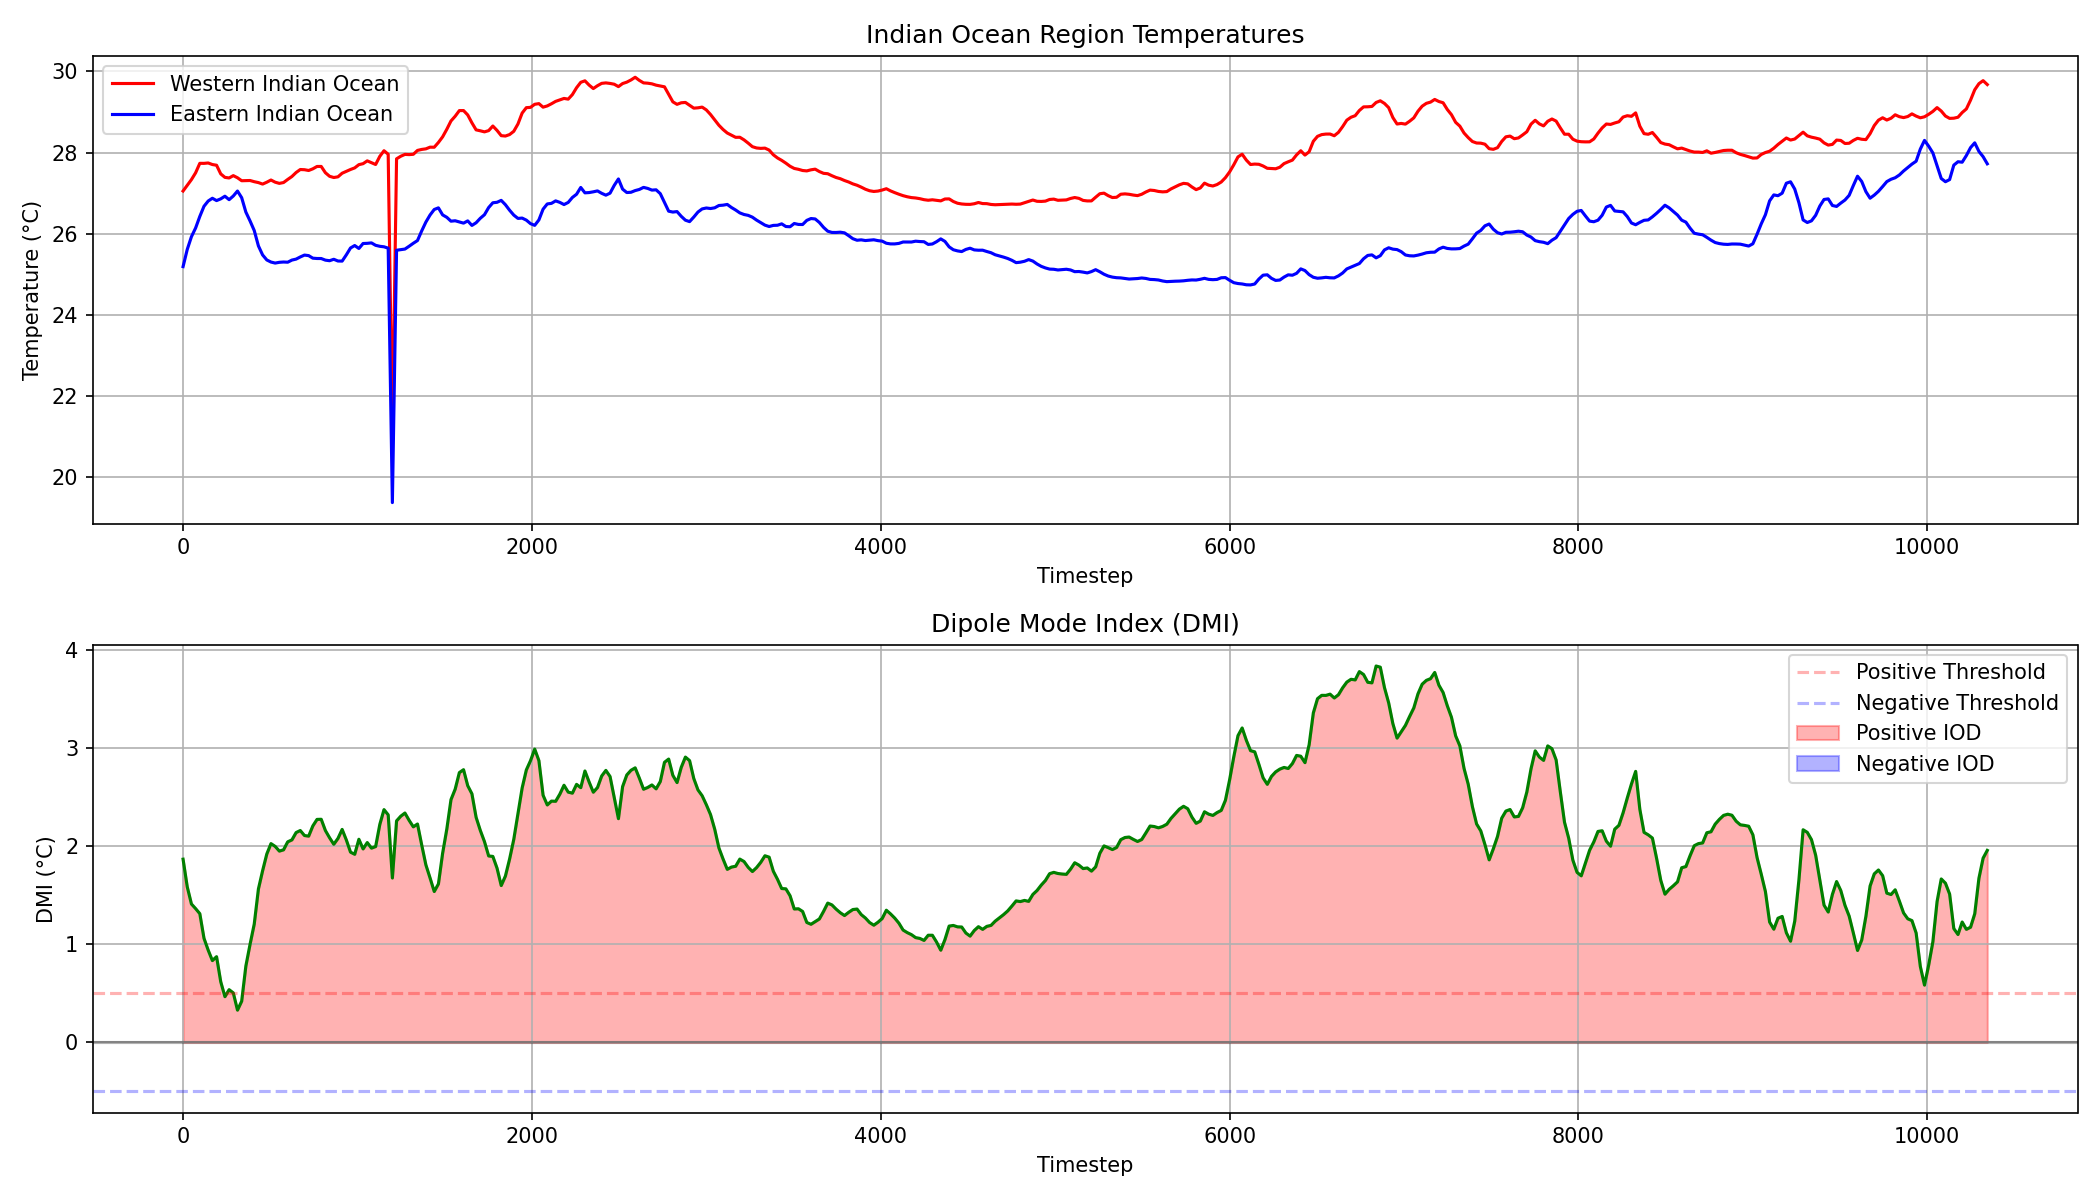 Indian Ocean Region Temperatures
Western Indian Ocean
Eastern Indian Ocean
Temperature (°C)
30
28
26
24
22
20
0 2000 4000 6000 8000 10000
Timestep
Dipole Mode Index (DMI)
Positive Threshold
Negative Threshold
Positive IOD
Negative IOD
DMI (°C)
4
3
2
1
0
0 2000 4000 6000 8000 10000
Timestep